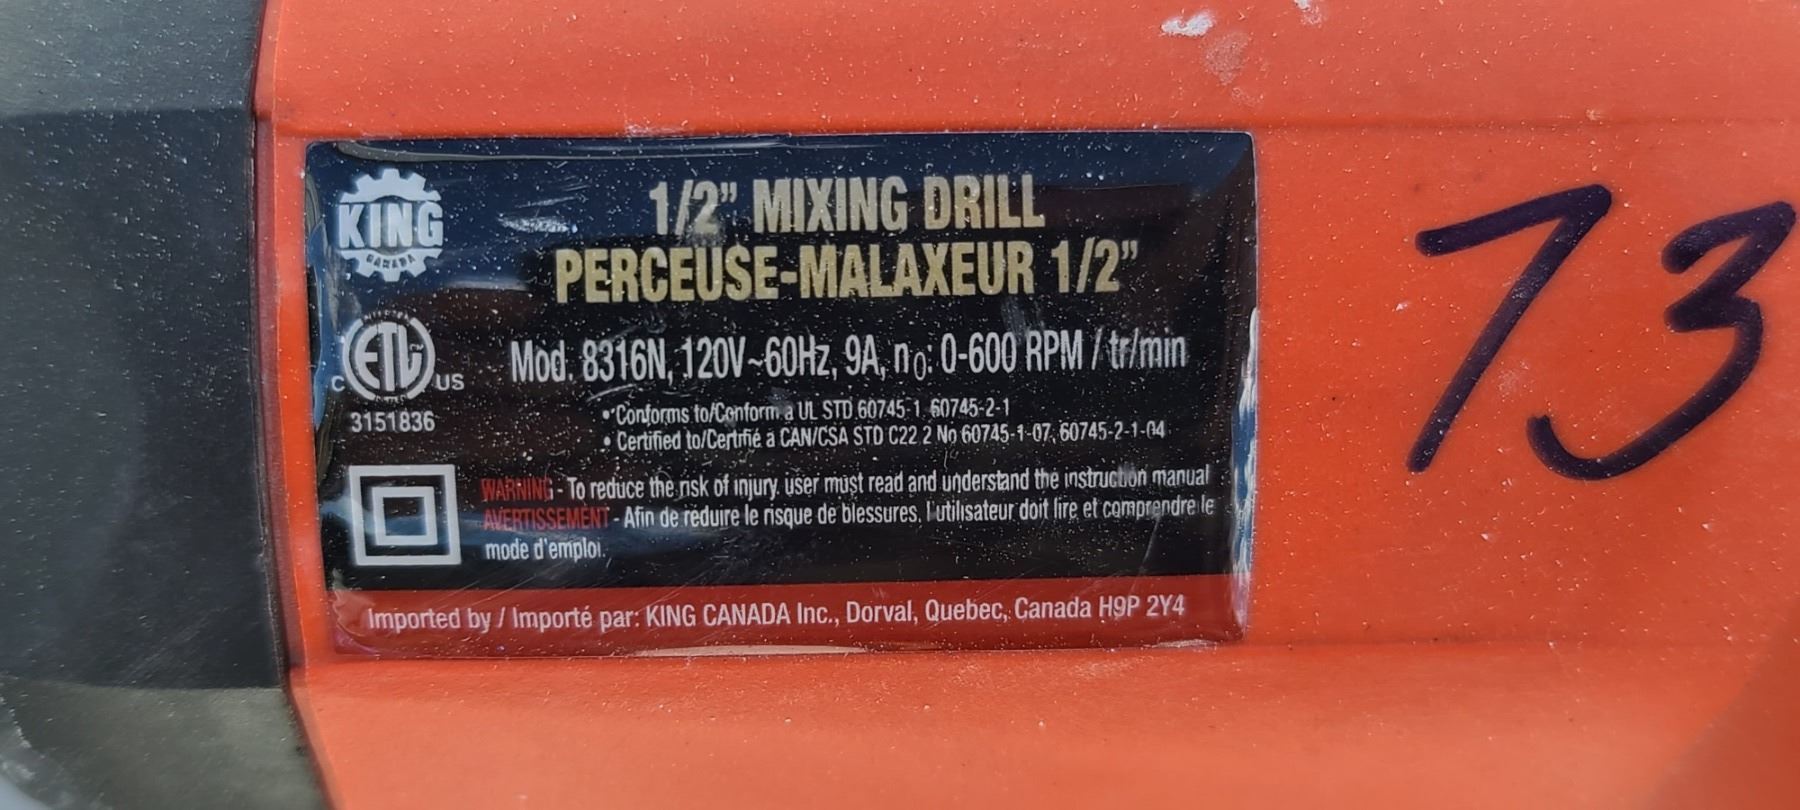 KING
CANADA
1/2" MIXING DRILL
PERCEUSE-MALAXEUR 1/2"
ETL
C US
3151836
Mod. 8316N, 120V~60Hz, 9A, n0: 0-600 RPM / tr/min
• Conforms to/Conform à UL STD 60745-1, 60745-2-1
• Certified to/Certifié à CAN/CSA STD C22.2 No 60745-1-07, 60745-2-1-04
WARNING - To reduce the risk of injury, user must read and understand the instruction manual
AVERTISSEMENT - Afin de réduire le risque de blessures, l'utilisateur doit lire et comprendre le
mode d'emploi.
Imported by / Importé par: KING CANADA Inc., Dorval, Quebec, Canada H9P 2Y4
73